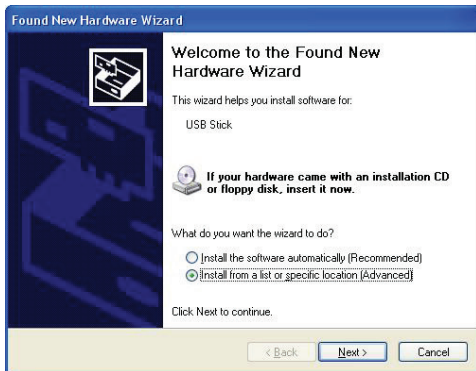 Found New Hardware Wizard
Welcome to the Found New
Hardware Wizard
This wizard helps you install software for:
USB Stick
If your hardware came with an installation CD
or floppy disk, insert it now.
What do you want the wizard to do?
Install the software automatically (Recommended)
Install from a list or specific location (Advanced)
Click Next to continue.
< Back Next > Cancel